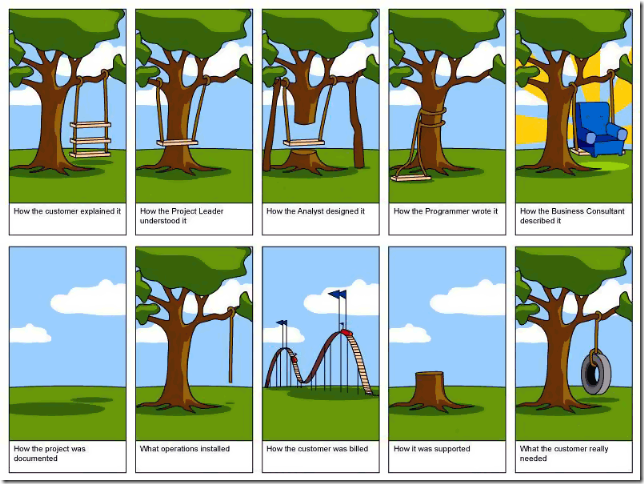 How the customer explained it
How the Project Leader
understood it
How the Analyst designed it
How the Programmer wrote it
How the Business Consultant
described it
How the project was
documented
What operations installed
How the customer was billed
How it was supported
What the customer really
needed